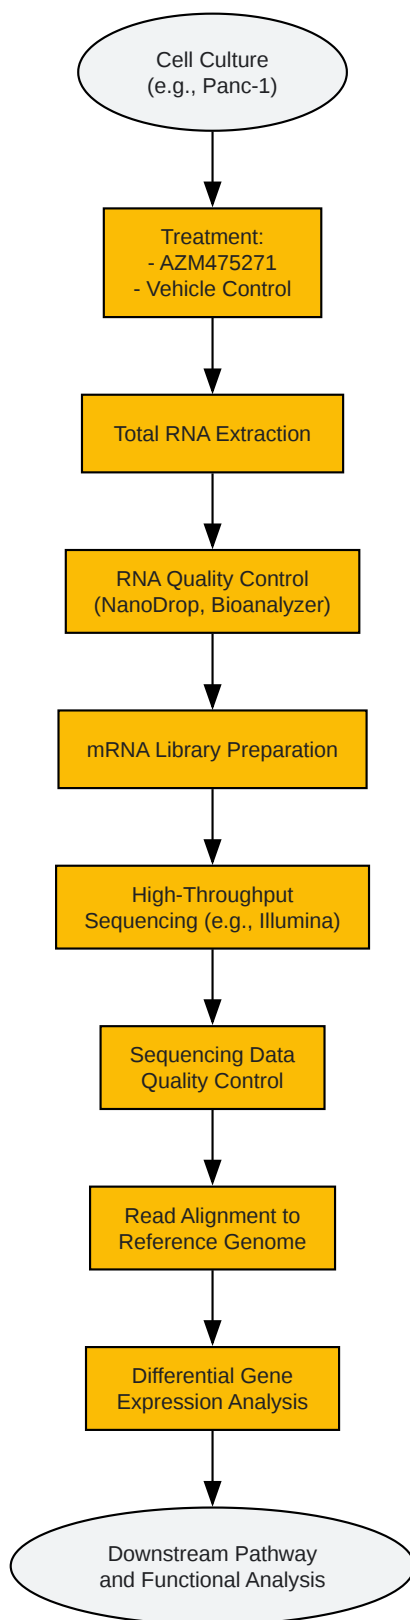 Cell Culture
(e.g., Panc-1)
Treatment:
- AZM475271
- Vehicle Control
Total RNA Extraction
RNA Quality Control
(NanoDrop, Bioanalyzer)
mRNA Library Preparation
High-Throughput
Sequencing (e.g., Illumina)
Sequencing Data
Quality Control
Read Alignment to
Reference Genome
Differential Gene
Expression Analysis
Downstream Pathway
and Functional Analysis